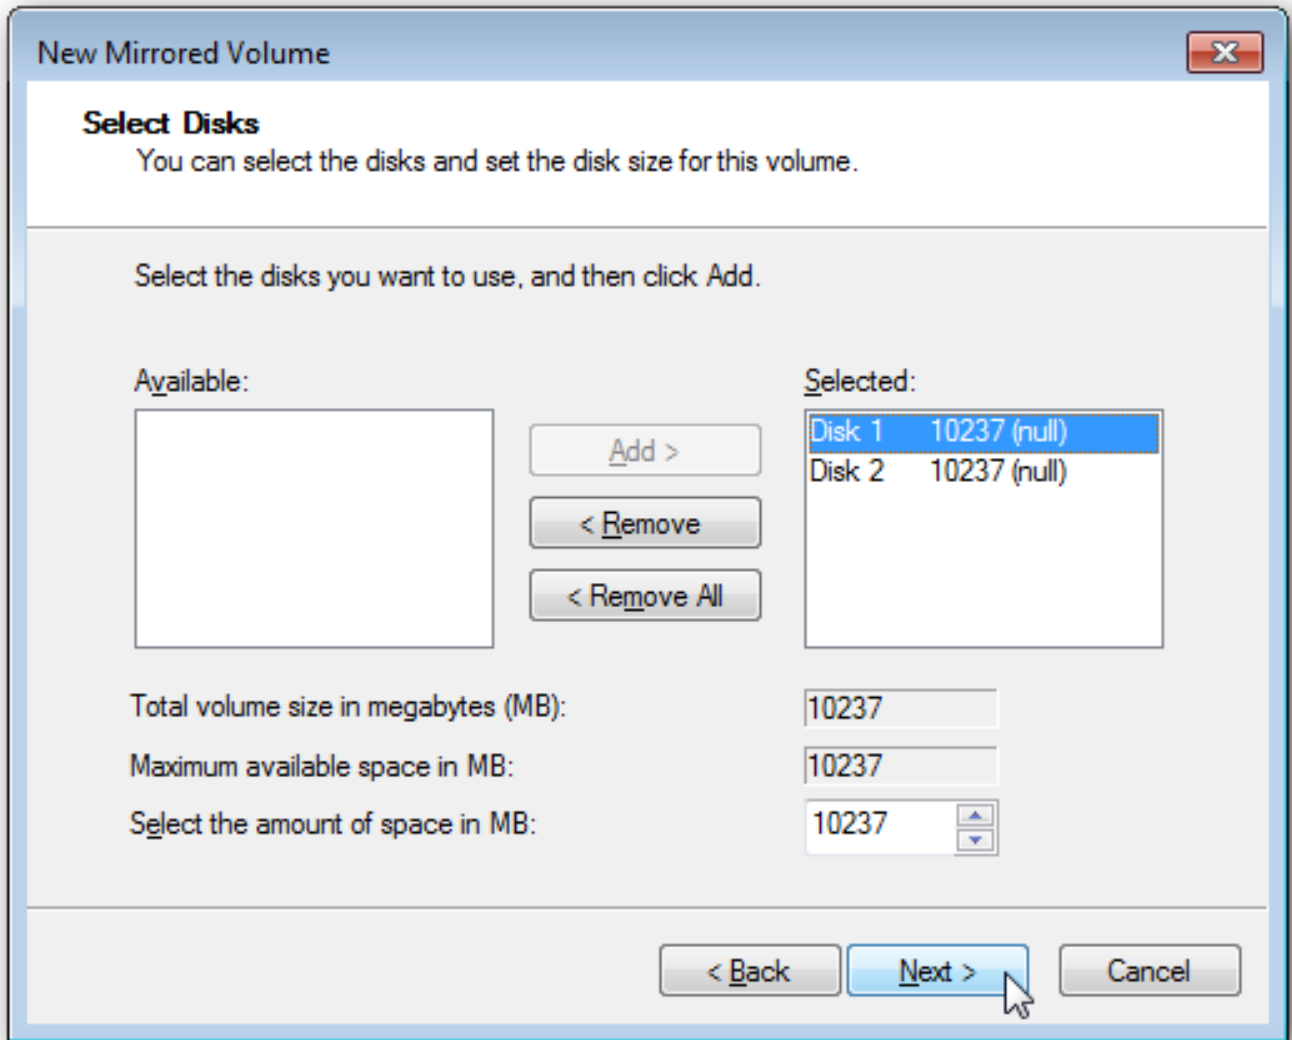 New Mirrored Volume
Select Disks
You can select the disks and set the disk size for this volume.
Select the disks you want to use, and then click Add.
Available:
Selected:
Add >
< Remove
< Remove All
Disk 1 10237 (null)
Disk 2 10237 (null)
Total volume size in megabytes (MB): 10237
Maximum available space in MB: 10237
Select the amount of space in MB: 10237
< Back Next > Cancel